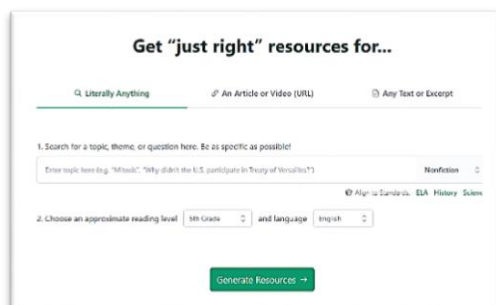 Get “just right” resources for...
Literally Anything An Article or Video (URL) Any Text or Excerpt
1. Search for a topic, theme, or question here. Be as specific as possible!
Enter topic here (e.g. "Mitosis", "Why didn't the U.S. participate in Treaty of Versailles?") Nonfiction
Align to Standards: ELA History Science
2. Choose an approximate reading level 5th Grade and language English
Generate Resources →